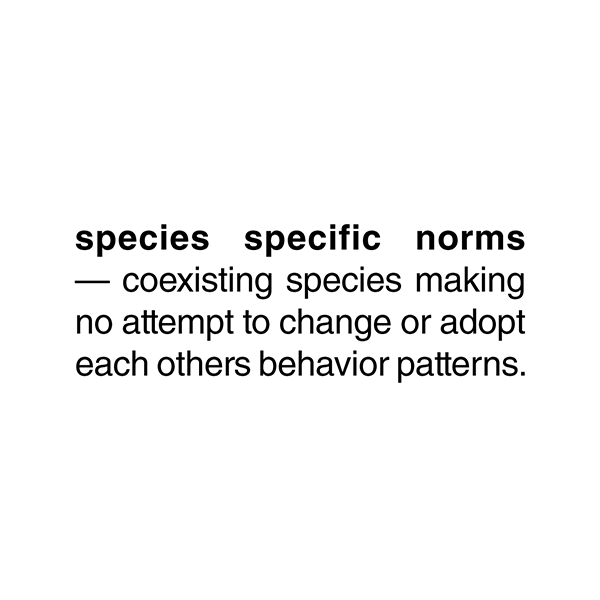 species specific norms
— coexisting species making
no attempt to change or adopt
each others behavior patterns.